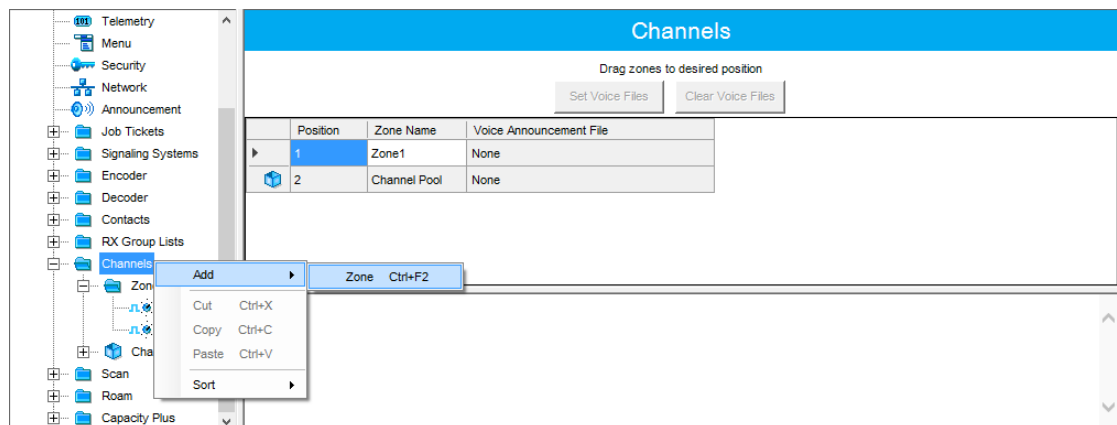 Telemetry
Menu
Security
Network
Announcement
Job Tickets
Signaling Systems
Encoder
Decoder
Contacts
RX Group Lists
Channels
Zon
Cha
Scan
Roam
Capacity Plus
Add
Cut Ctrl+X
Copy Ctrl+C
Paste Ctrl+V
Sort
Zone Ctrl+F2
Channels
Drag zones to desired position
Set Voice Files Clear Voice Files
Position Zone Name Voice Announcement File
1 Zone1 None
2 Channel Pool None